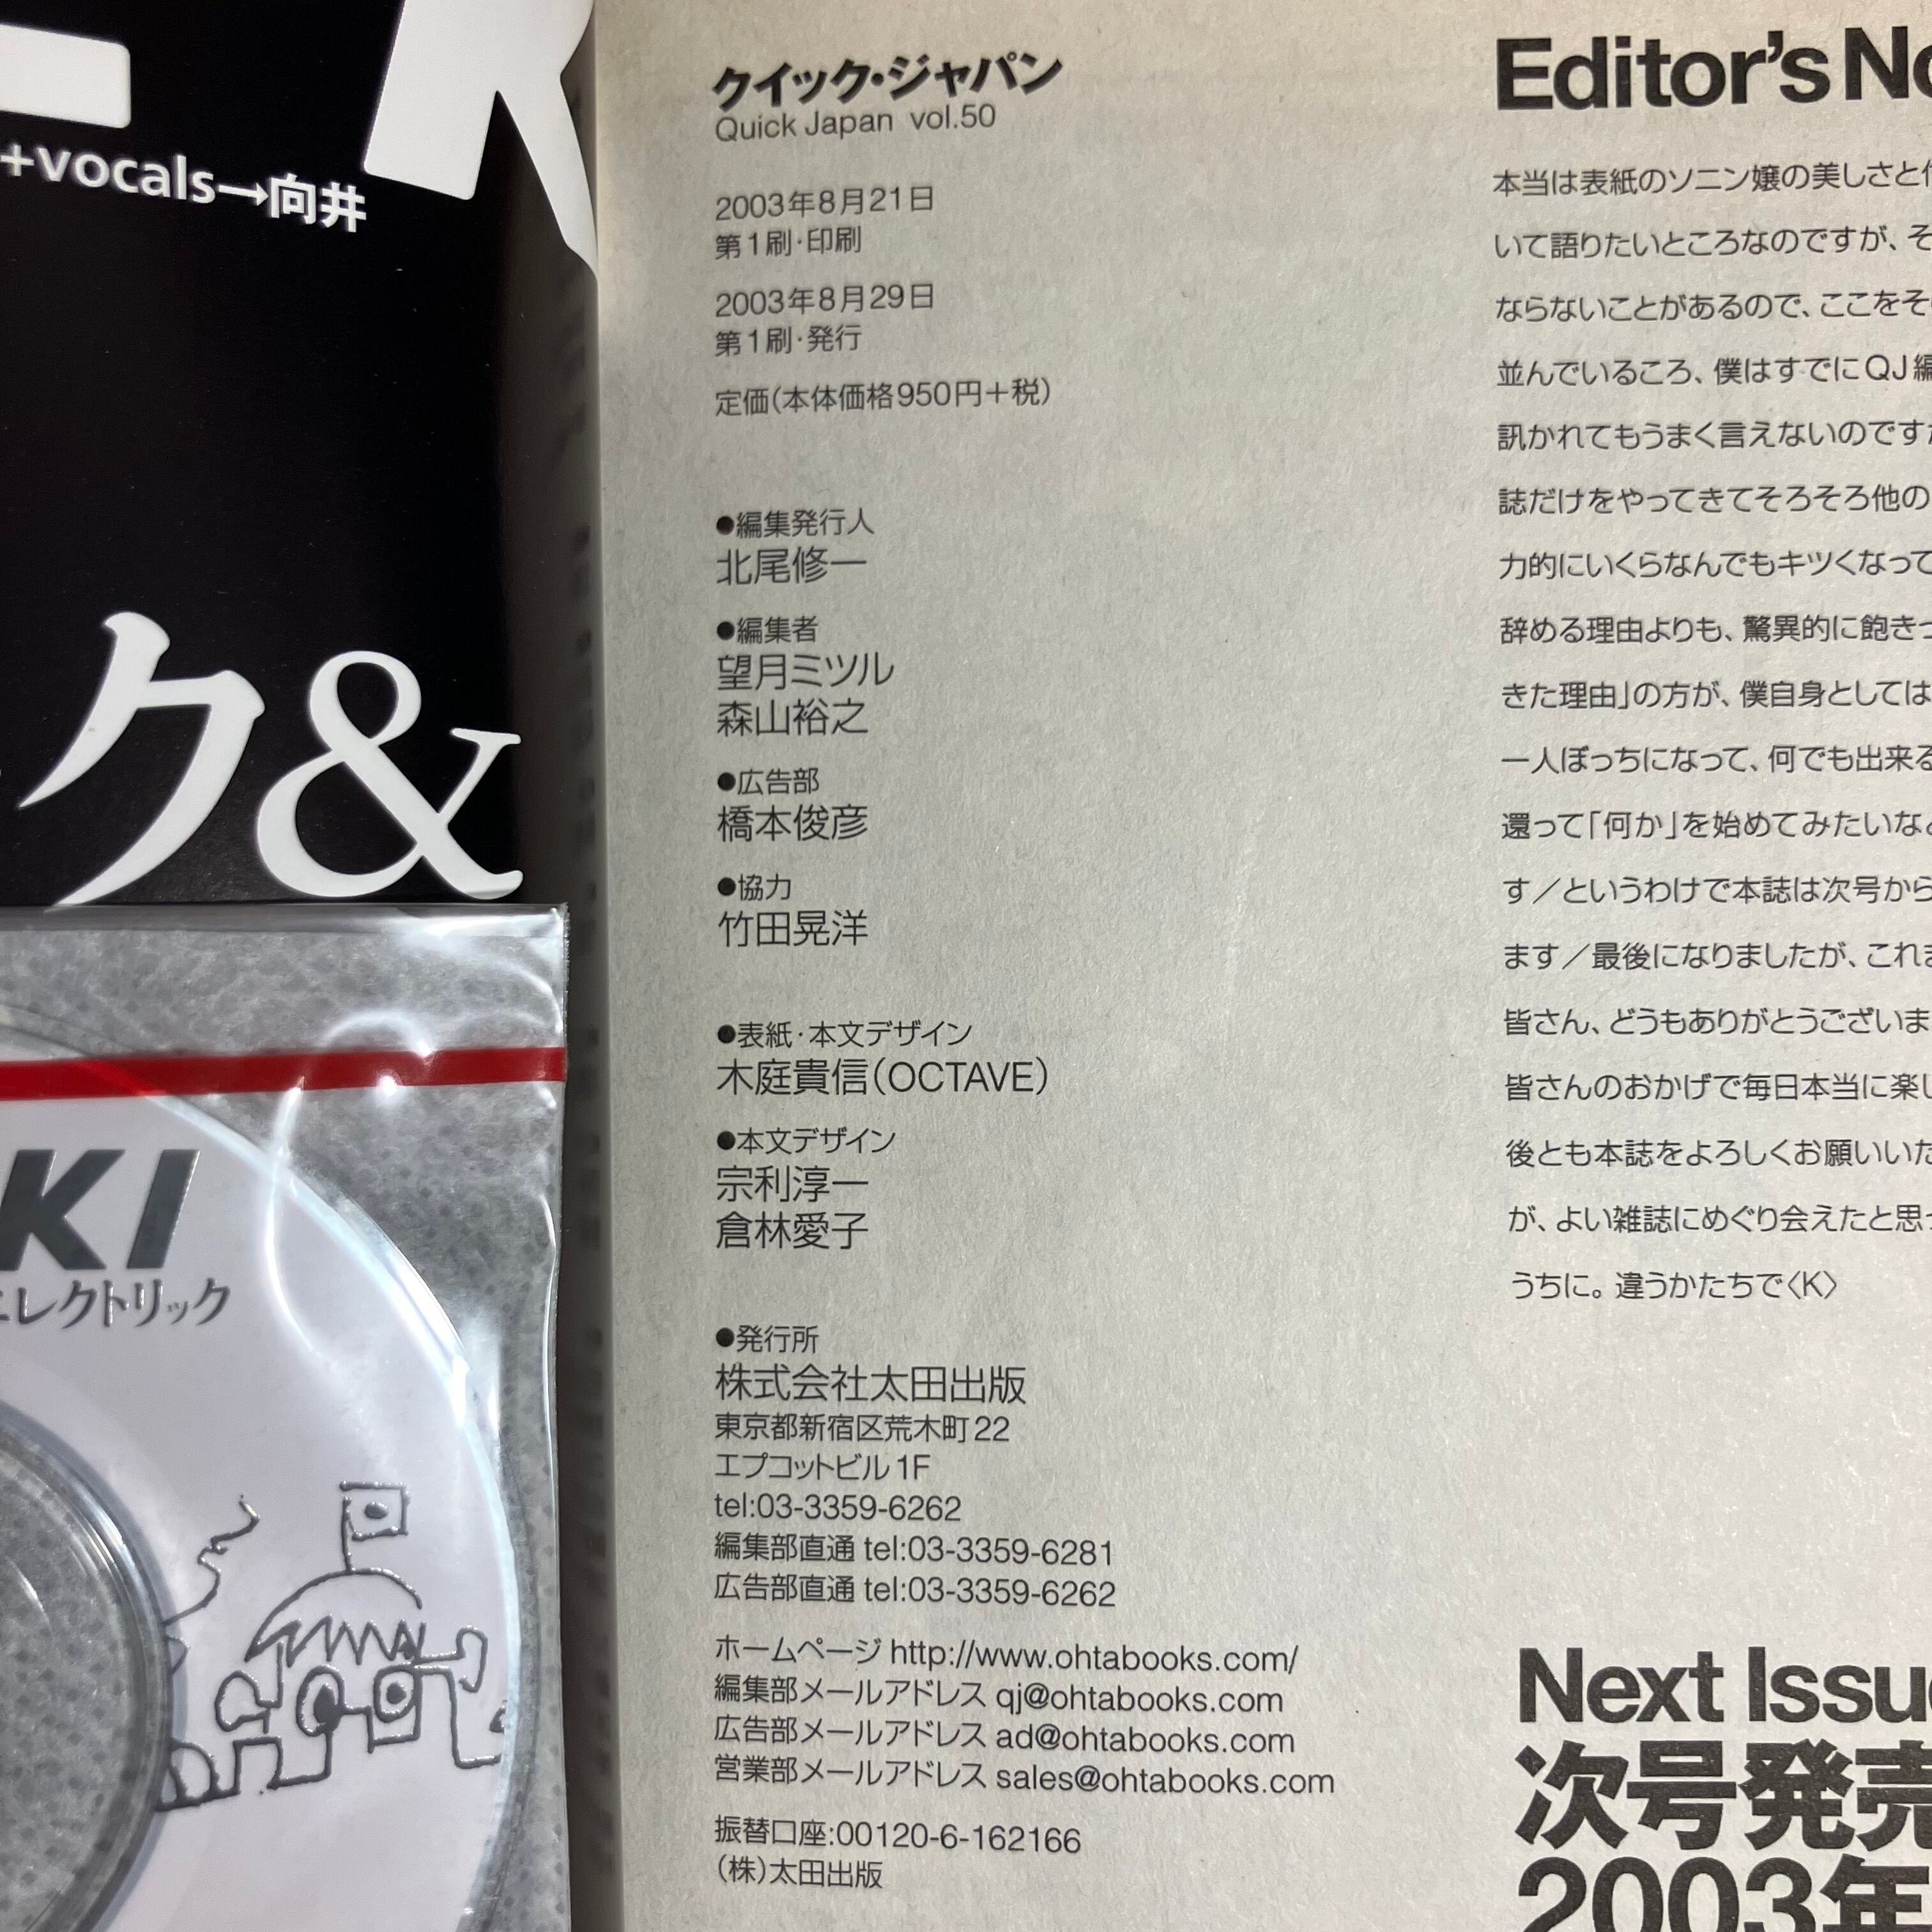 +vocals→向井
ク&
KI
エレクトリック
クイック・ジャパン
Quick Japan vol.50
2003年8月21日
第1刷・印刷
2003年8月29日
第1刷・発行
定価(本体価格950円+税)
●編集発行人
北尾修一
●編集者
望月ミツル
森山裕之
●広告部
橋本俊彦
●協力
竹田晃洋
●表紙・本文デザイン
木庭貴信(OCTAVE)
●本文デザイン
宗利淳一
倉林愛子
●発行所
株式会社太田出版
東京都新宿区荒木町22
エプコットビル1F
tel:03-3359-6262
編集部直通 tel:03-3359-6281
広告部直通 tel:03-3359-6262
ホームページ http://www.ohtabooks.com/
編集部メールアドレス qj@ohtabooks.com
広告部メールアドレス ad@ohtabooks.com
営業部メールアドレス sales@ohtabooks.com
振替口座:00120-6-162166
(株)太田出版
Editor's No
本当は表紙のソニン嬢の美しさと
いて語りたいところなのですが、そ
ならないことがあるので、ここをそ
並んでいるころ、僕はすでにQJ編
訊かれてもうまく言えないのです
誌だけをやってきてそろそろ他の
力的にいくらなんでもキツくなって
辞める理由よりも、驚異的に飽きっ
きた理由」の方が、僕自身としては
一人ぼっちになって、何でも出来る
還って「何か」を始めてみたいな
す/というわけで本誌は次号から
ます/最後になりましたが、これ
皆さん、どうもありがとうございま
皆さんのおかげで毎日本当に楽し
後とも本誌をよろしくお願いいた
が、よい雑誌にめぐり会えたと思っ
うちに。違うかたちで〈K〉
Next Issue
次号発売
2003年